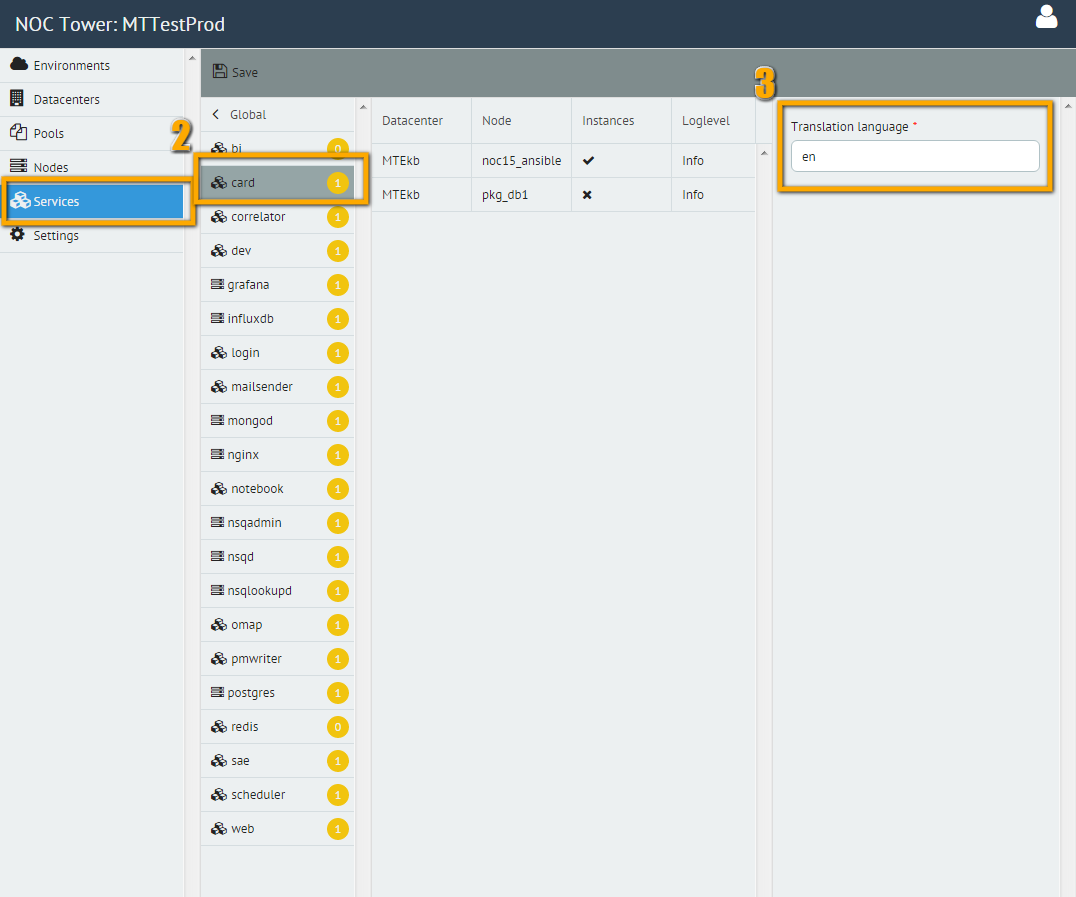 NOC Tower: MTTestProd
Environments
Datacenters
Pools
Nodes
Services
Settings
2
Save
Global
bi 0
card 1
correlator 1
dev 1
grafana 1
influxdb 1
login 1
mailsender 1
mongod 1
nginx 1
notebook 1
nsqadmin 1
nsqd 1
nsqlookupd 1
omap 1
pmwriter 1
postgres 1
redis 0
sae 1
scheduler 1
web 1
Datacenter Node Instances Loglevel
MTEkb noc15_ansible Info
MTEkb pkg_db1 Info
3
Translation language *
en